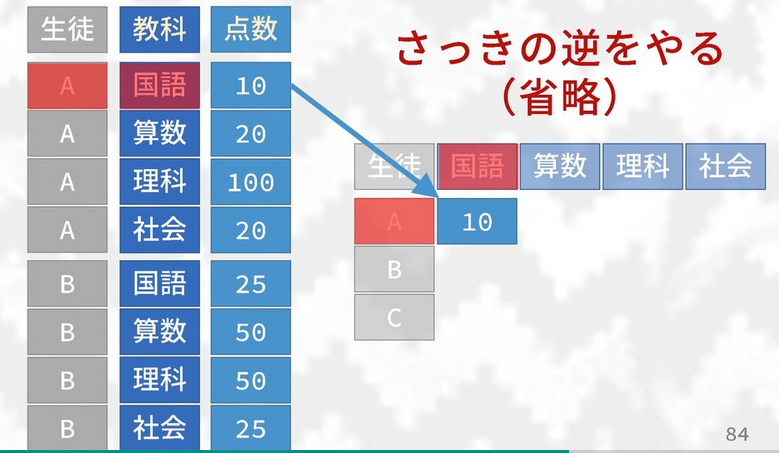 生徒 教科 点数
A 国語 10
A 算数 20
A 理科 100
A 社会 20
B 国語 25
B 算数 50
B 理科 50
B 社会 25
さっきの逆をやる
（省略）
生徒 国語 算数 理科 社会
A 10
B
C
84